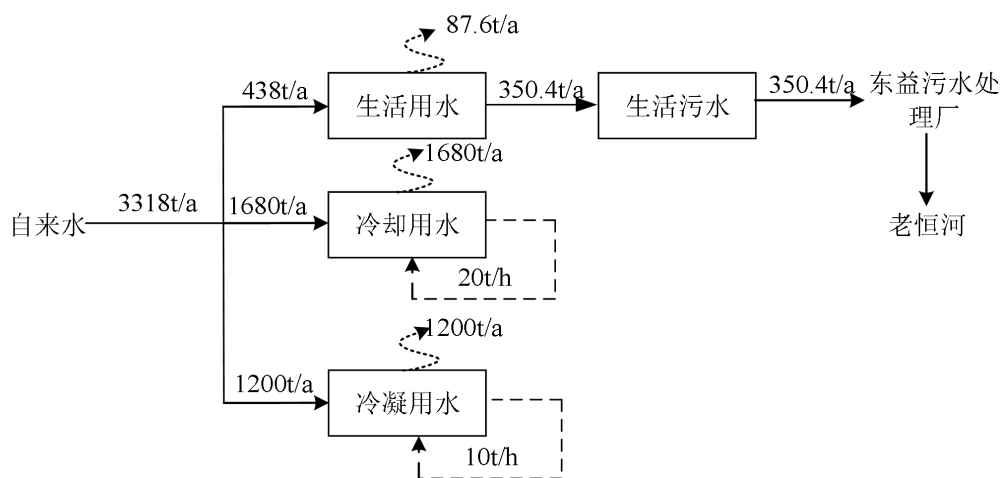 87.6t/a
438t/a
生活用水
350.4t/a
生活污水
350.4t/a
东益污水处
理厂
1680t/a
自来水
3318t/a
1680t/a
冷却用水
老恒河
20t/h
1200t/a
1200t/a
冷凝用水
10t/h